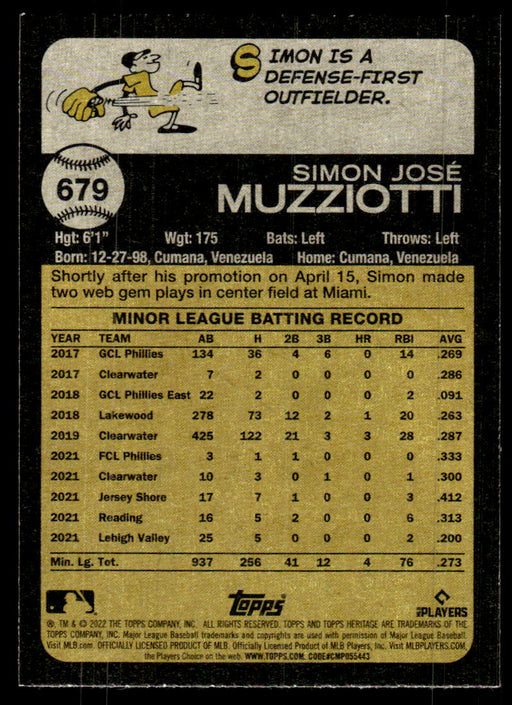 SIMON IS A
DEFENSE-FIRST
OUTFIELDER.
679
SIMON JOSÉ
MUZZIOTTI
Hgt: 6'1" Wgt: 175 Bats: Left Throws: Left
Born: 12-27-98, Cumana, Venezuela Home: Cumana, Venezuela
Shortly after his promotion on April 15, Simon made
two web gem plays in center field at Miami.
MINOR LEAGUE BATTING RECORD
YEAR TEAM AB H 2B 3B HR RBI AVG
2017 GCL Phillies 134 36 4 6 0 14 .269
2017 Clearwater 7 2 0 0 0 0 .286
2018 GCL Phillies East 22 2 0 0 0 2 .091
2018 Lakewood 278 73 12 2 1 20 .263
2019 Clearwater 425 122 21 3 3 28 .287
2021 FCL Phillies 3 1 1 0 0 0 .333
2021 Clearwater 10 3 0 1 0 1 .300
2021 Jersey Shore 17 7 1 0 0 3 .412
2021 Reading 16 5 2 0 0 6 .313
2021 Lehigh Valley 25 5 0 0 0 2 .200
Min. Lg. Tot. 937 256 41 12 4 76 .273
TOPPS
MLB PLAYERS
®, TM & © 2022 THE TOPPS COMPANY, INC. ALL RIGHTS RESERVED. TOPPS AND TOPPS HERITAGE ARE TRADEMARKS OF
THE TOPPS COMPANY, INC. Major League Baseball trademarks and copyrights are used with permission of Major League Baseball.
Visit MLB.com. OFFICIALLY LICENSED PRODUCT OF MLB. Officially Licensed Product of MLB Players, Inc. Visit MLBPLAYERS.com,
the Players Choice on the web. WWW.TOPPS.COM. CODE#CMP055443